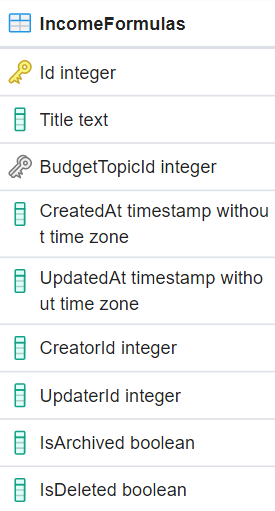 IncomeFormulas
Id integer
Title text
BudgetTopicId integer
CreatedAt timestamp withou
t time zone
UpdatedAt timestamp witho
ut time zone
CreatorId integer
UpdaterId integer
IsArchived boolean
IsDeleted boolean